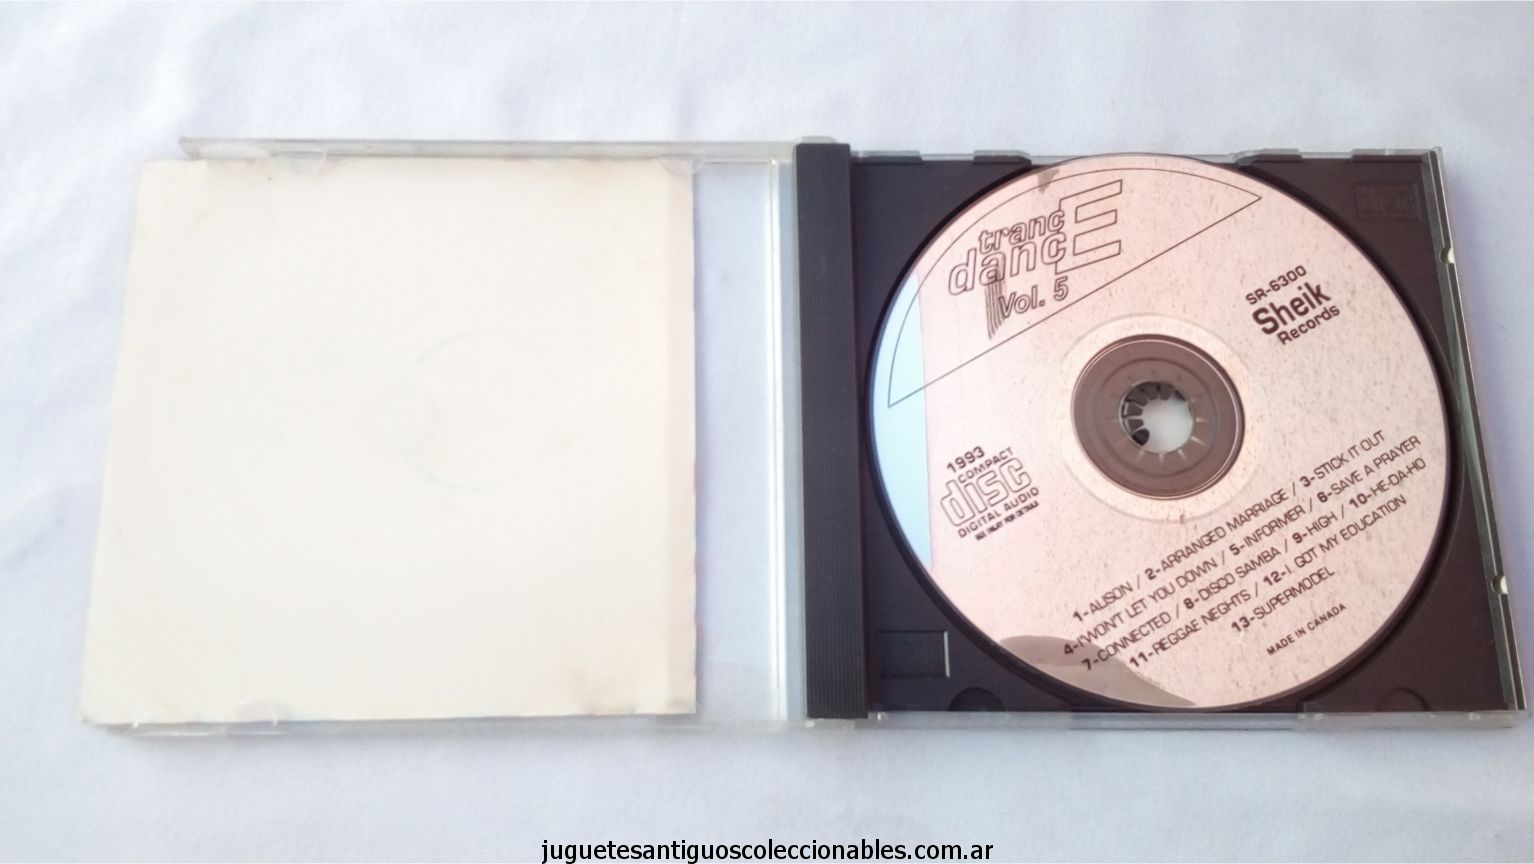 trancE
dancE
Vol. 5
SR-6300
Sheik
Records
1993
COMPACT
disc
DIGITAL AUDIO
1-ALISON / 2-ARRANGED MARRIAGE / 3-STICK IT OUT
4-I'WON'T LET YOU DOWN / 5-INFORMER / 6-SAVE A PRAYER
7-CONNECTED / 8-DISCO SAMBA / 9-HIGH / 10-HE-DA-HO
11-REGGAE NEGHTS / 12-I. GOT MY EDUCATION
13-SUPERMODEL
MADE IN CANADA
juguetesantiguoscoleccionables.com.ar